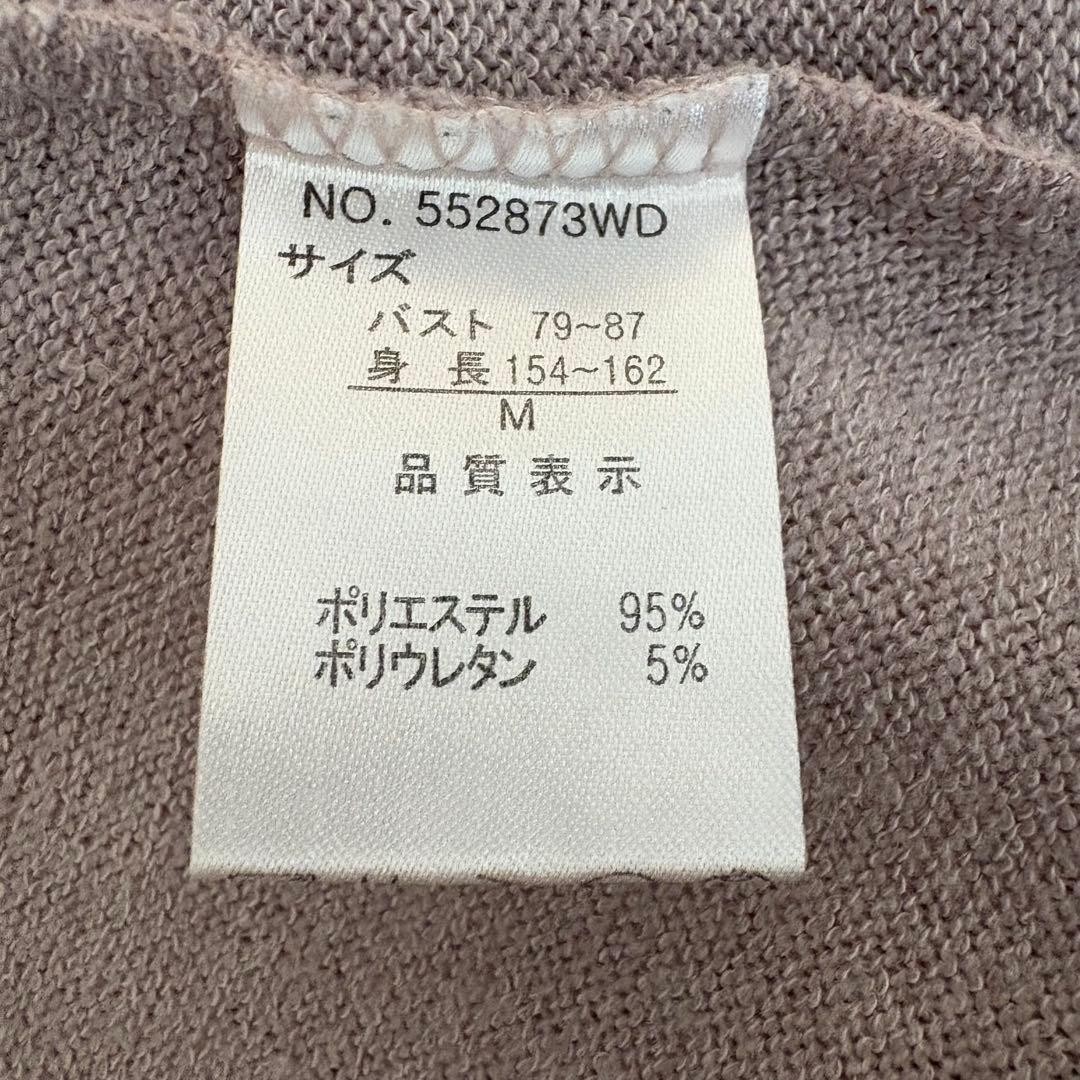 NO. 552873WD
サイズ
バスト 79~87
身 長 154~162
M
品質表示
ポリエステル 95%
ポリウレタン 5%